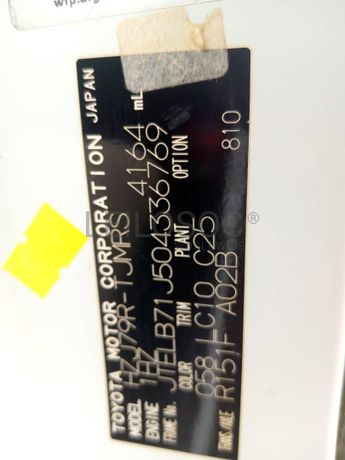 TOYOTA MOTOR CORPORATION JAPAN
MODEL HZJ79R-TJMRS
ENGINE 1HZ 4164 mL
FRAME No. JTELB71J504336769
COLOR TRIM PLANT OPTION
058 LC10 C25
TRANS./AXLE R151F A02B 810